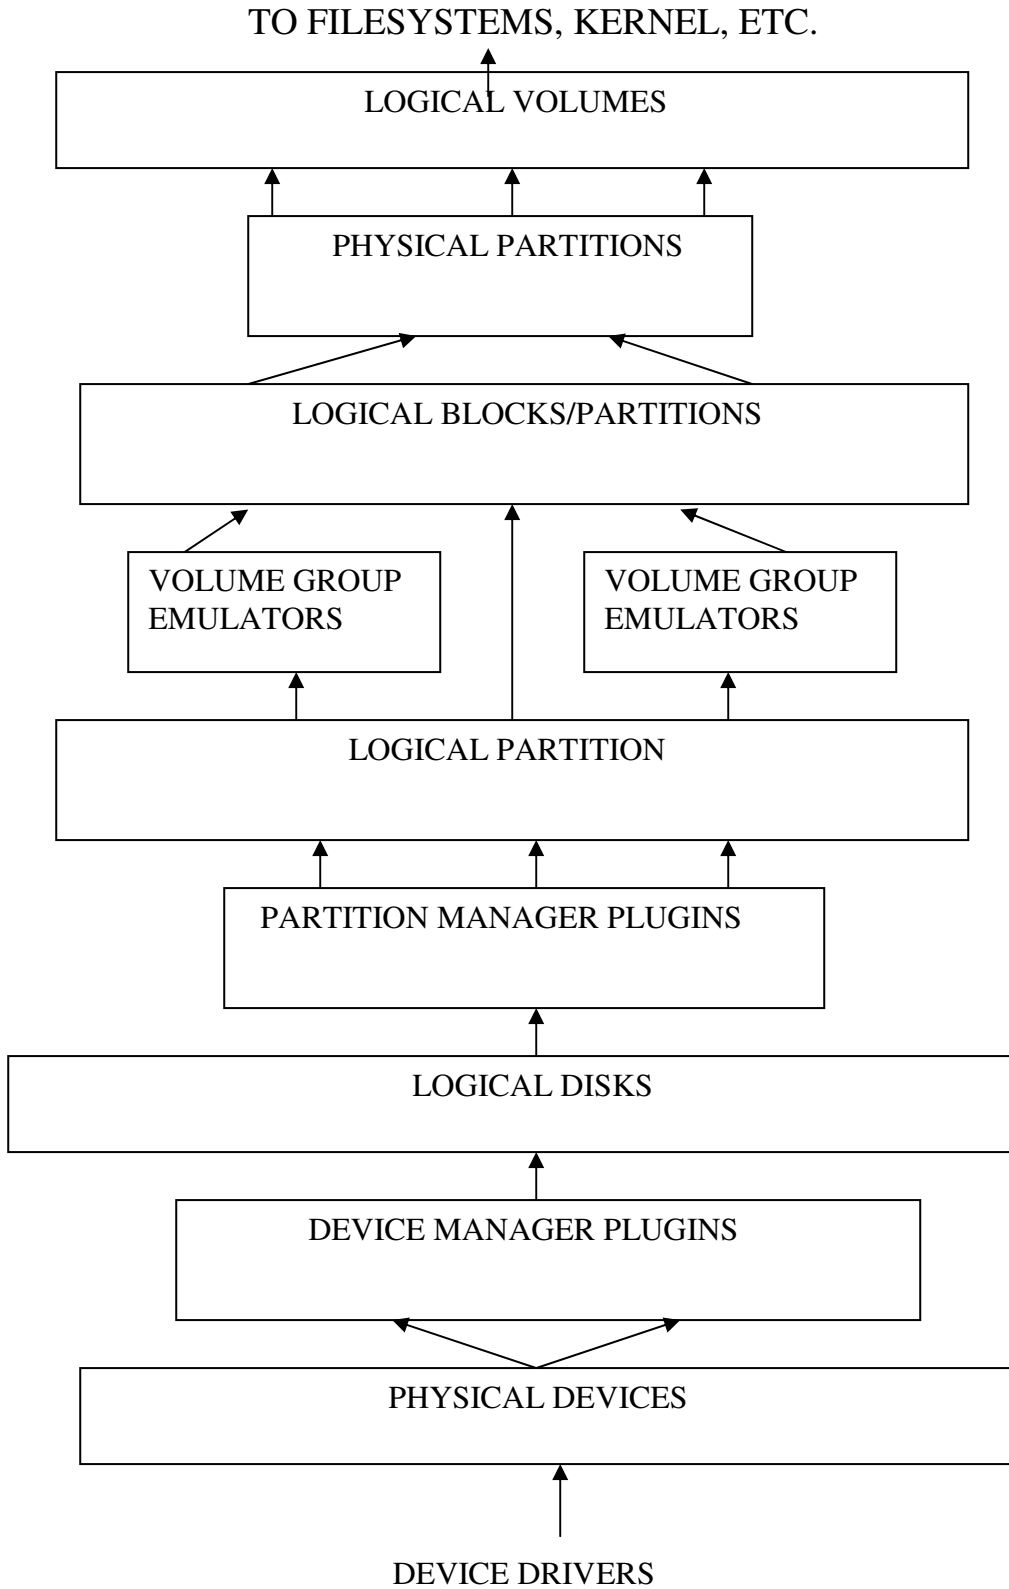 TO FILESYSTEMS, KERNEL, ETC.
LOGICAL VOLUMES
PHYSICAL PARTITIONS
LOGICAL BLOCKS/PARTITIONS
VOLUME GROUP
EMULATORS
VOLUME GROUP
EMULATORS
LOGICAL PARTITION
PARTITION MANAGER PLUGINS
LOGICAL DISKS
DEVICE MANAGER PLUGINS
PHYSICAL DEVICES
DEVICE DRIVERS